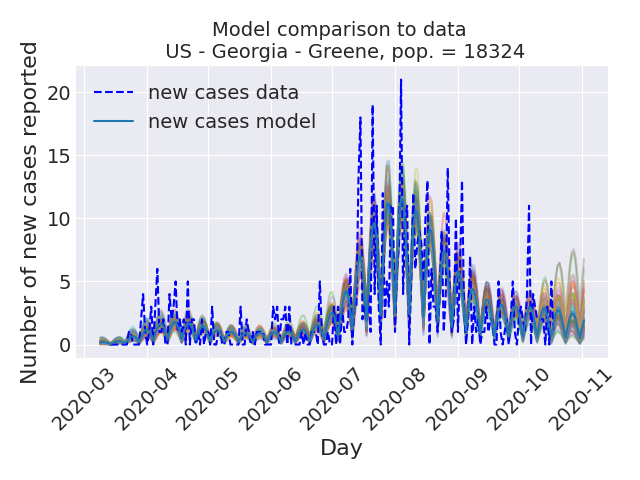 Model comparison to data
US - Georgia - Greene, pop. = 18324
Number of new cases reported
20
15
10
5
0
new cases data
new cases model
2020-03
2020-04
2020-05
2020-06
2020-07
2020-08
2020-09
2020-10
2020-11
Day